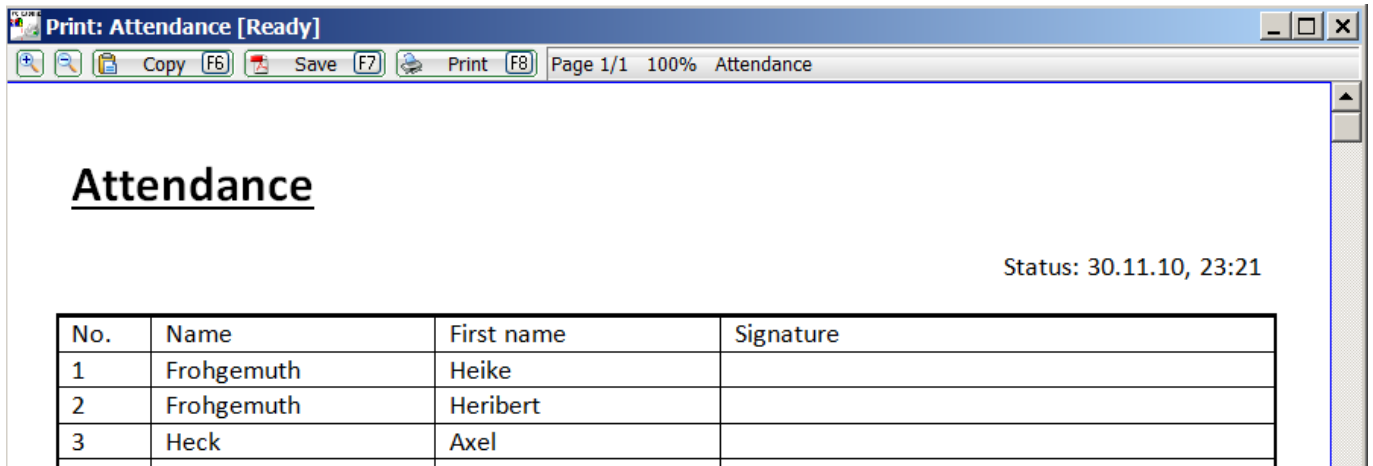 Print: Attendance [Ready]
Copy F6 Save F7 Print F8 Page 1/1 100% Attendance
Attendance
Status: 30.11.10, 23:21
No. Name First name Signature
1 Frohgemuth Heike
2 Frohgemuth Heribert
3 Heck Axel